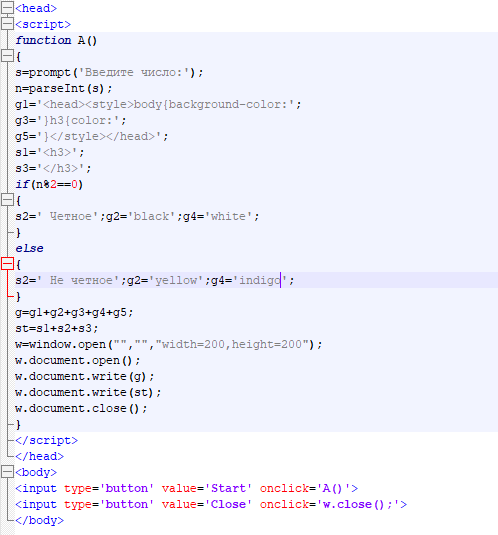 <head>
<script>
function A()
{
s=prompt('Введите число:');
n=parseInt(s);
g1='<head><style>body{background-color:';
g3='}h3{color:';
g5='}</style></head>';
s1='<h3>';
s3='</h3>';
if(n%2==0)
{
s2=' Четное';g2='black';g4='white';
}
else
{
s2=' Не четное';g2='yellow';g4='indigo';
}
g=g1+g2+g3+g4+g5;
st=s1+s2+s3;
w=window.open("","","width=200,height=200");
w.document.open();
w.document.write(g);
w.document.write(st);
w.document.close();
}
</script>
</head>
<body>
<input type='button' value='Start' onclick='A()'>
<input type='button' value='Close' onclick='w.close();'>
</body>